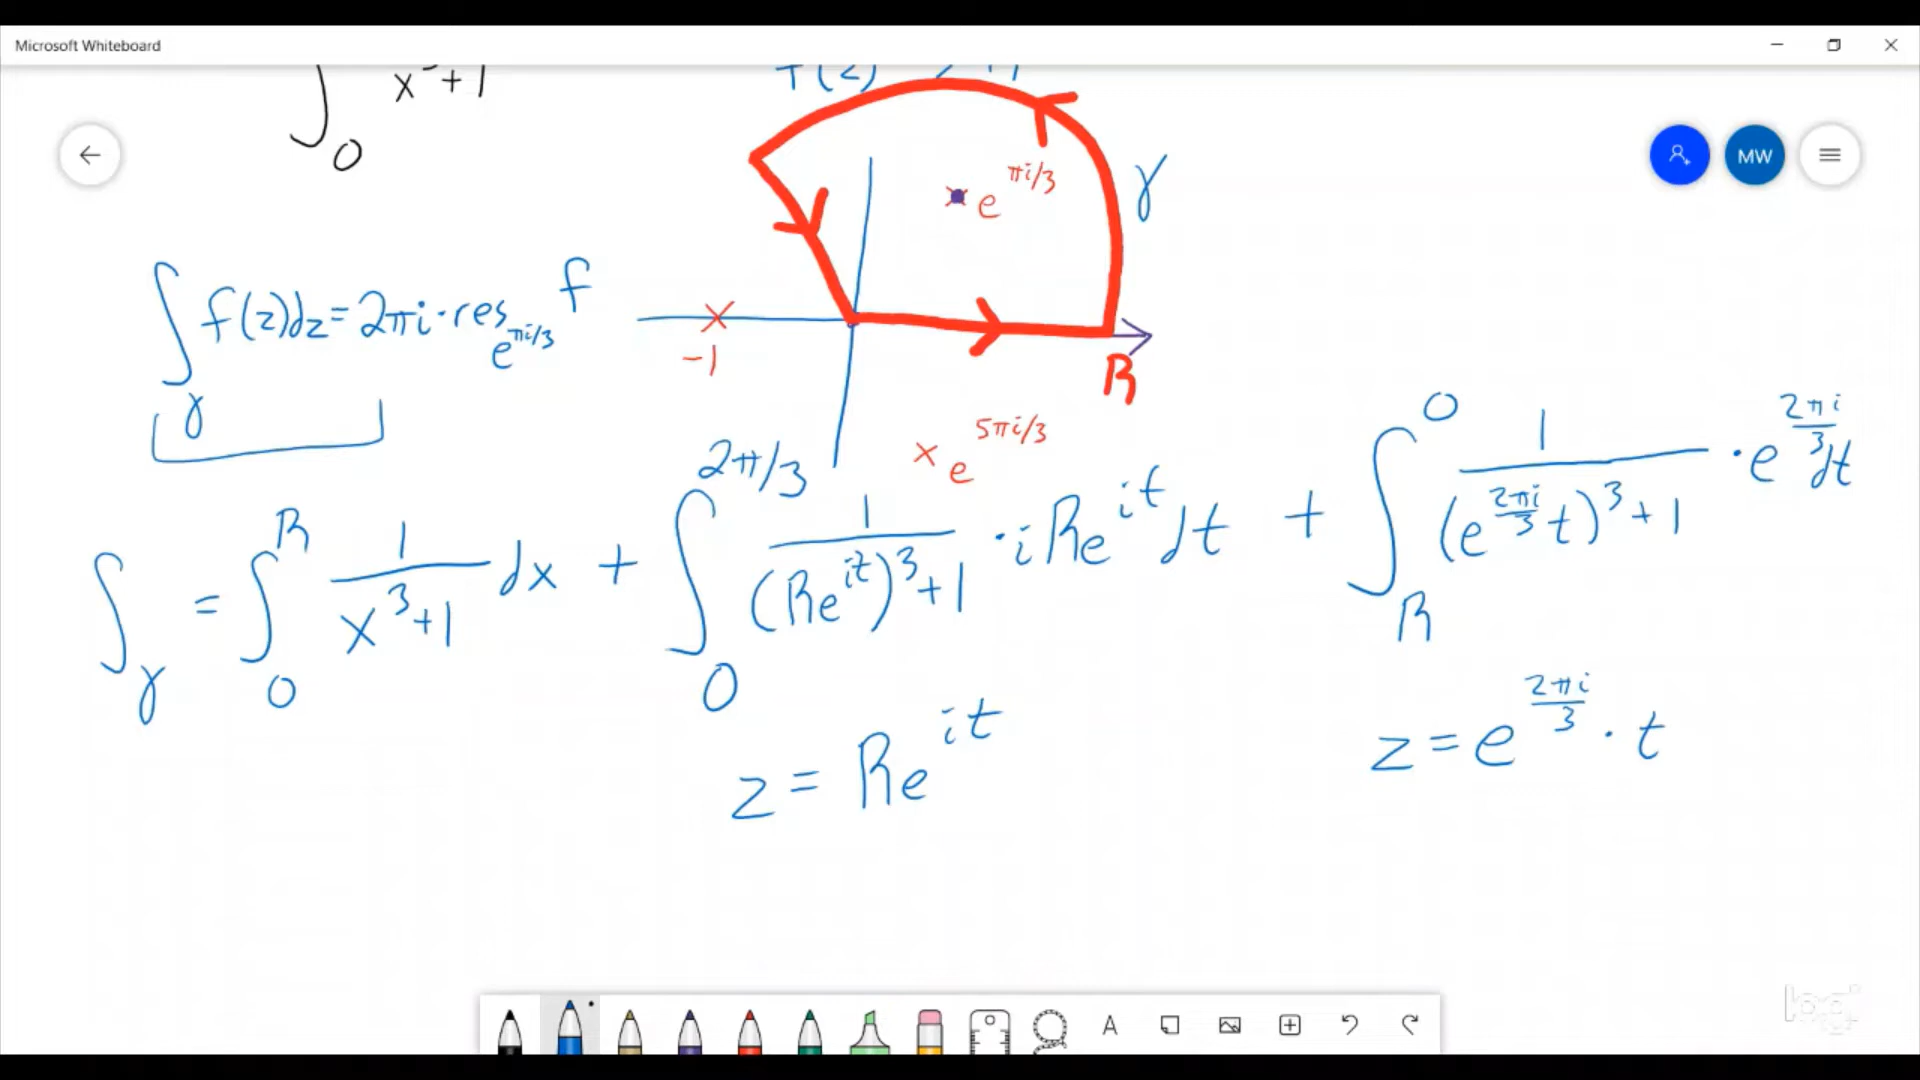 Microsoft Whiteboard
∫₀ x³+1
f(z)
MW
e^{πi/3}
γ
∫_γ f(z)dz = 2πi · res_{e^{πi/3}} f
-1
R
e^{5πi/3}
∫_γ = ∫₀^R 1/(x³+1) dx + ∫₀^{2π/3} 1/((Re^{it})³+1) · iRe^{it} dt + ∫_R^0 1/((e^{2πi/3} t)³+1) · e^{2πi/3} dt
z = Re^{it}
z = e^{2πi/3} · t